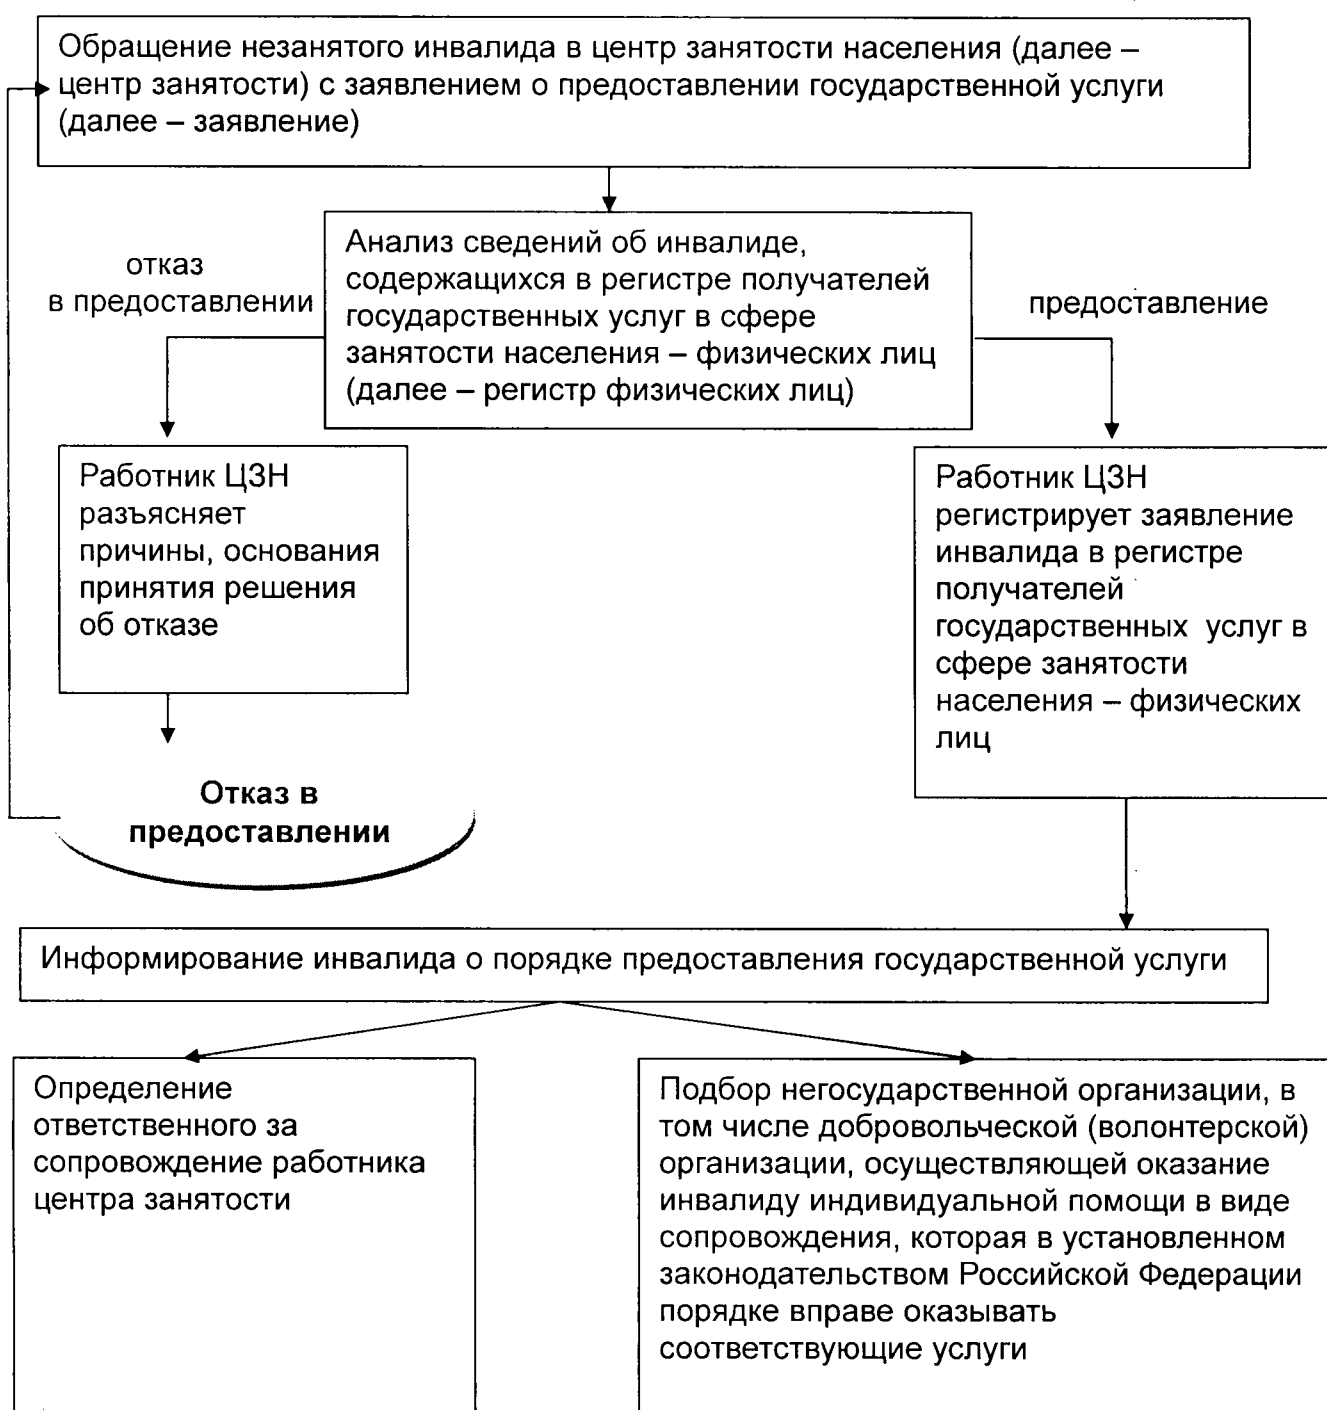 Обращение незанятого инвалида в центр занятости населения (далее –
центр занятости) с заявлением о предоставлении государственной услуги
(далее – заявление)
Анализ сведений об инвалиде,
содержащихся в регистре получателей
государственных услуг в сфере
занятости населения – физических лиц
(далее – регистр физических лиц)
отказ
в предоставлении
предоставление
Работник ЦЗН
разъясняет
причины, основания
принятия решения
об отказе
Работник ЦЗН
регистрирует заявление
инвалида в регистре
получателей
государственных услуг в
сфере занятости
населения – физических
лиц
Отказ в
предоставлении
Информирование инвалида о порядке предоставления государственной услуги
Определение
ответственного за
сопровождение работника
центра занятости
Подбор негосударственной организации, в
том числе добровольческой (волонтерской)
организации, осуществляющей оказание
инвалиду индивидуальной помощи в виде
сопровождения, которая в установленном
законодательством Российской Федерации
порядке вправе оказывать
соответствующие услуги